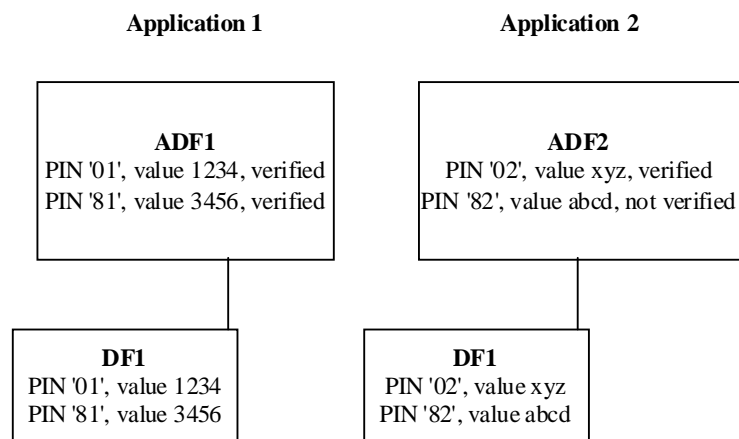 Application 1
Application 2
ADF1
PIN '01', value 1234, verified
PIN '81', value 3456, verified
ADF2
PIN '02', value xyz, verified
PIN '82', value abcd, not verified
DF1
PIN '01', value 1234
PIN '81', value 3456
DF1
PIN '02', value xyz
PIN '82', value abcd